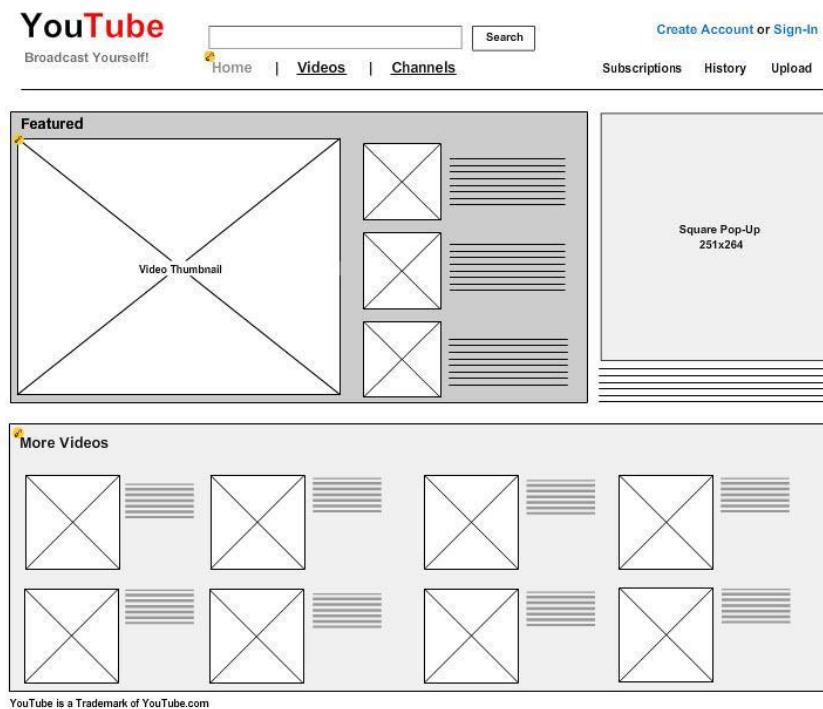 YouTube
Broadcast Yourself!
Search
Create Account or Sign-In
Home | Videos | Channels
Subscriptions History Upload
Featured
Video Thumbnail
Square Pop-Up
251x264
More Videos
YouTube is a Trademark of YouTube.com